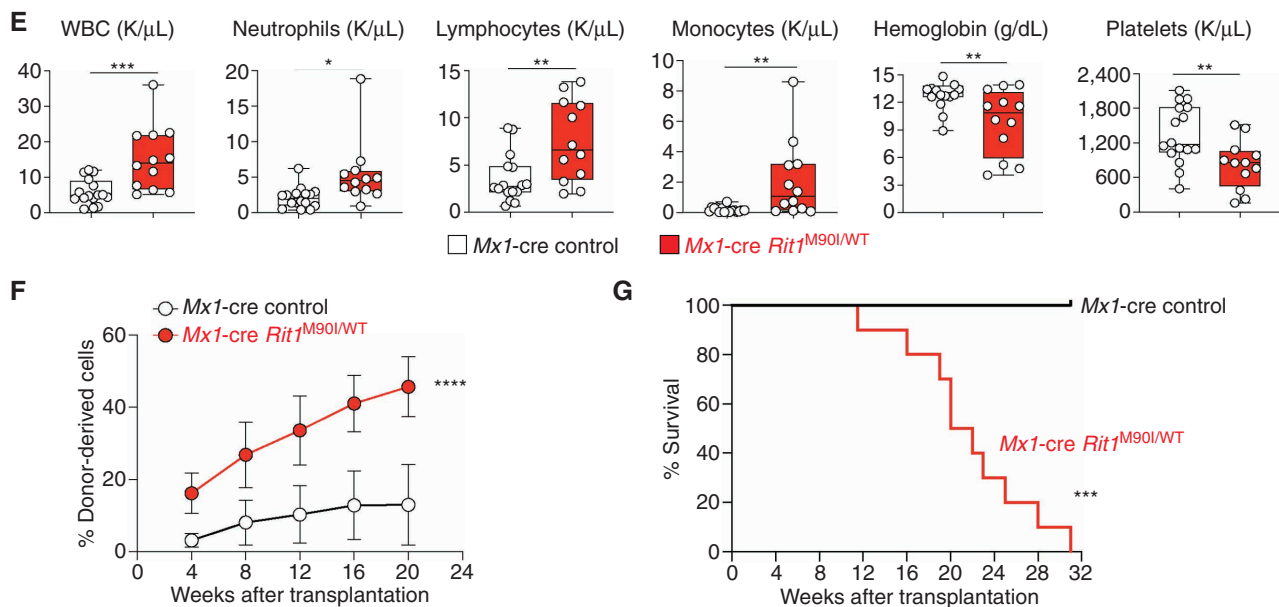 E
WBC (K/μL) Neutrophils (K/μL) Lymphocytes (K/μL) Monocytes (K/μL) Hemoglobin (g/dL) Platelets (K/μL)
*** * ** ** ** **
40 20 15 10 15 2,400
30 15 10 8 12 1,800
20 10 5 6 9 1,200
10 5 0 4 6 600
0 0 2 3 0
0 0
Mx1-cre control Mx1-cre Rit1M90I/WT
F
Mx1-cre control
Mx1-cre Rit1M90I/WT
% Donor-derived cells
60
40
20
0
****
0 4 8 12 16 20 24
Weeks after transplantation
G
% Survival
100
80
60
40
20
0
Mx1-cre control
Mx1-cre Rit1M90I/WT
***
0 4 8 12 16 20 24 28 32
Weeks after transplantation